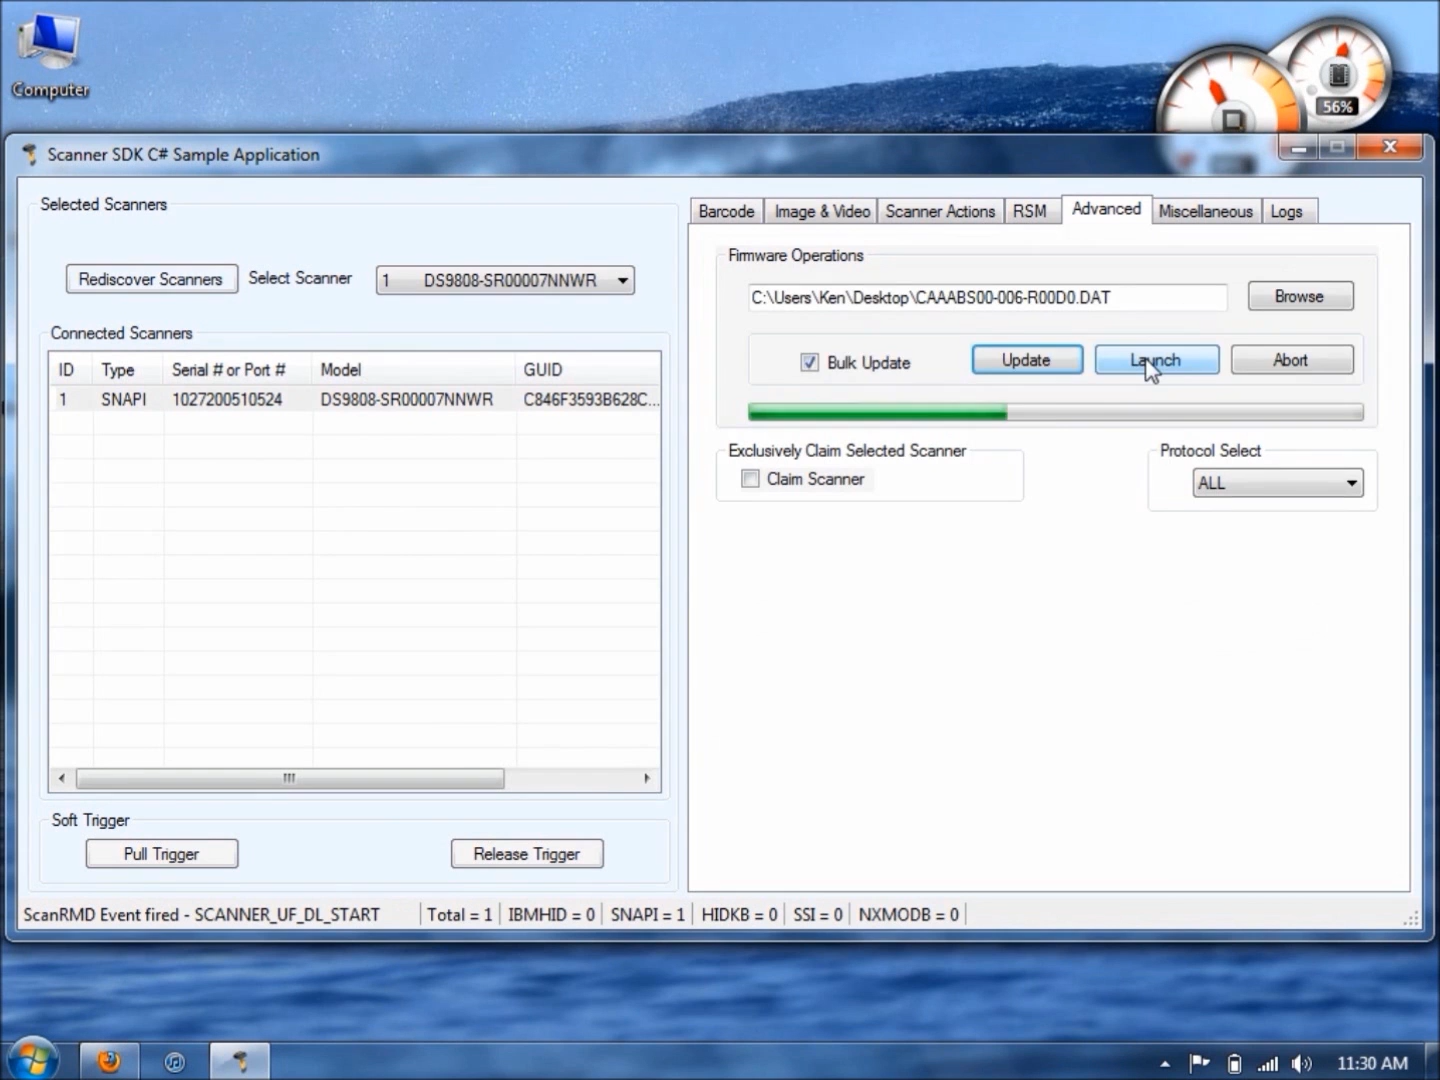 Computer
56%
Scanner SDK C# Sample Application
Selected Scanners
Rediscover Scanners
Select Scanner
1 DS9808-SR00007NNWR
Connected Scanners
ID Type Serial # or Port # Model GUID
1 SNAPI 1027200510524 DS9808-SR00007NNWR C846F3593B628C...
Soft Trigger
Pull Trigger
Release Trigger
Barcode Image & Video Scanner Actions RSM Advanced Miscellaneous Logs
Firmware Operations
C:\Users\Ken\Desktop\CAAABS00-006-R00D0.DAT
Browse
Bulk Update
Update
Launch
Abort
Exclusively Claim Selected Scanner
Claim Scanner
Protocol Select
ALL
ScanRMD Event fired - SCANNER_UF_DL_START Total = 1 IBMHID = 0 SNAPI = 1 HIDKB = 0 SSI = 0 NXMODB = 0
11:30 AM